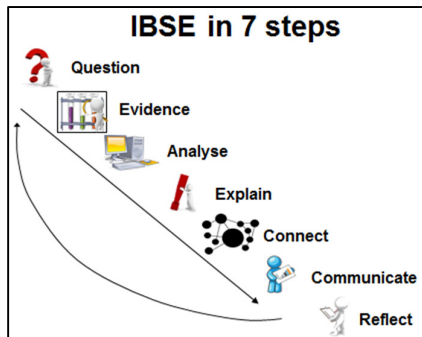 IBSE in 7 steps
Question
Evidence
Analyse
Explain
Connect
Communicate
Reflect